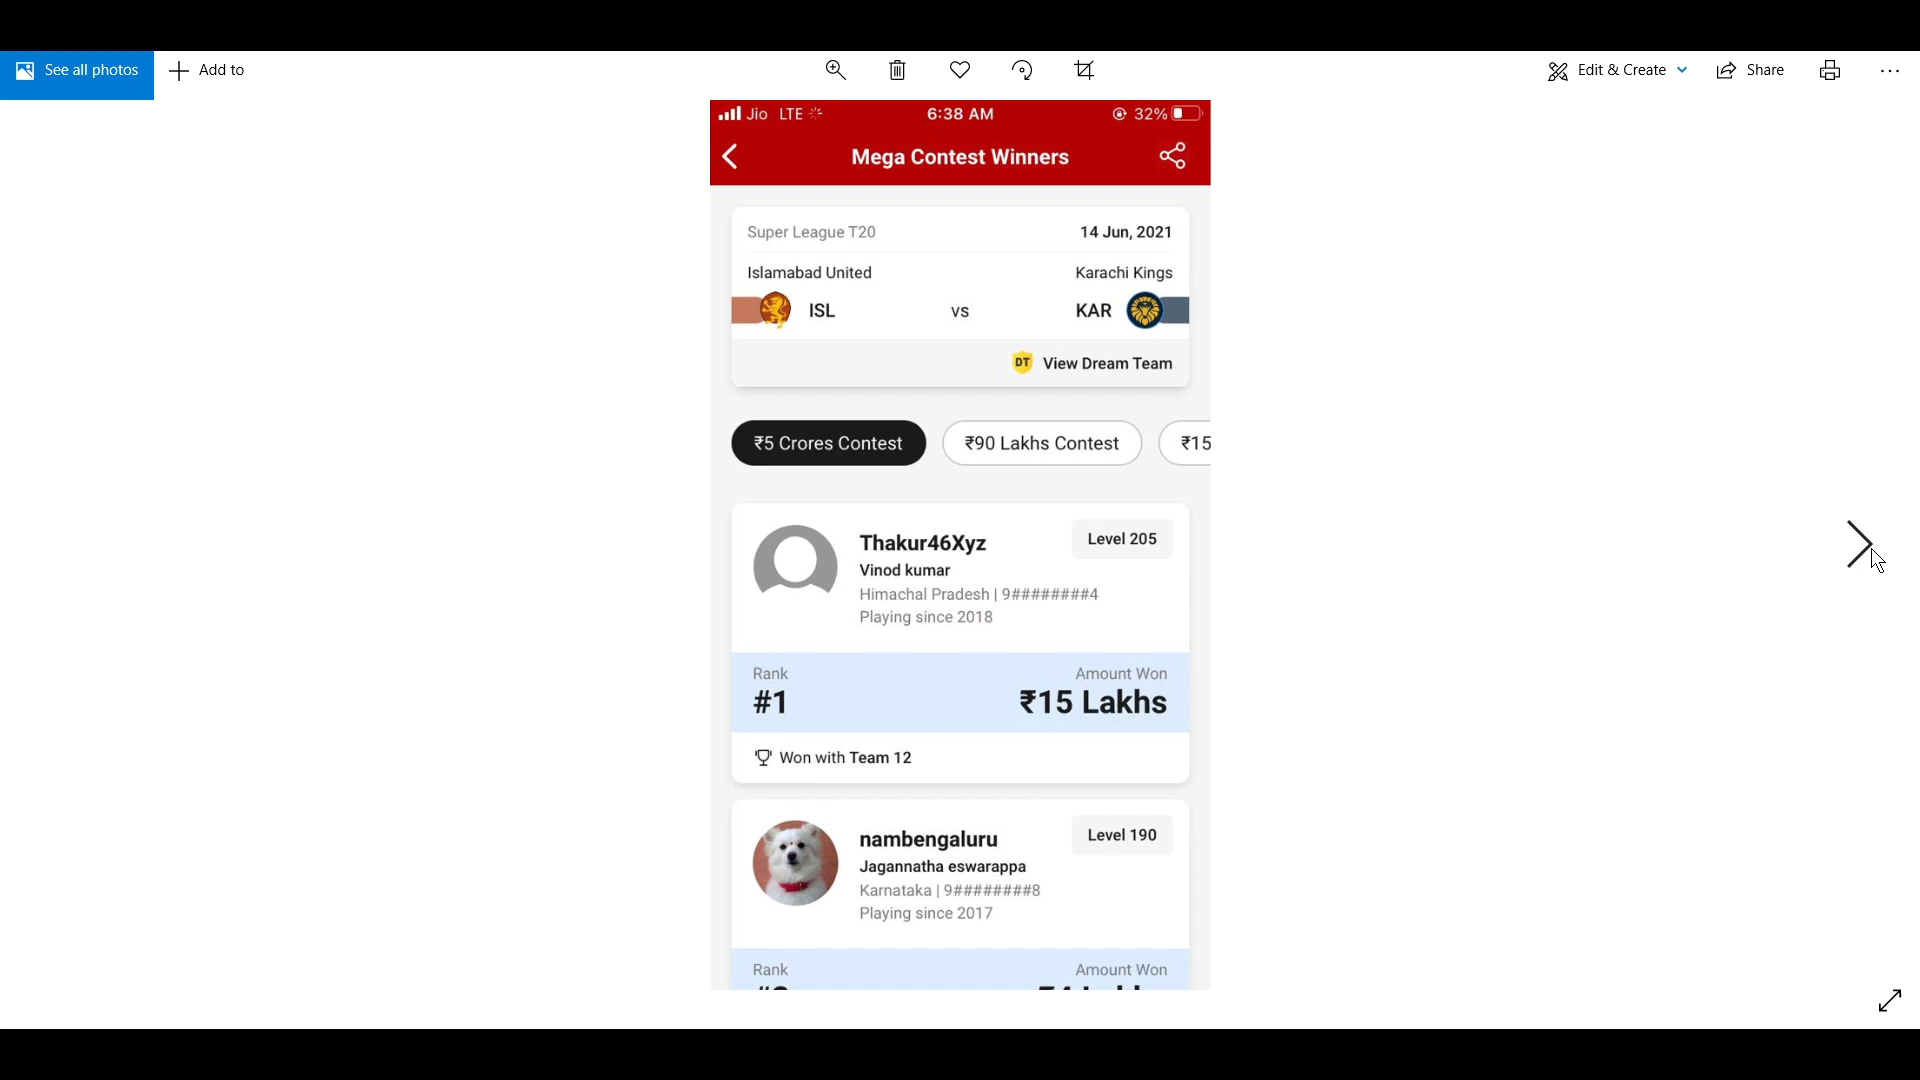 See all photos
Add to
Edit & Create
Share
Jio LTE
6:38 AM
32%
Mega Contest Winners
Super League T20
14 Jun, 2021
Islamabad United
Karachi Kings
ISL
vs
KAR
DT View Dream Team
₹5 Crores Contest
₹90 Lakhs Contest
₹15
Thakur46Xyz
Level 205
Vinod kumar
Himachal Pradesh | 9########4
Playing since 2018
Rank
Amount Won
#1
₹15 Lakhs
Won with Team 12
nambengaluru
Level 190
Jagannatha eswarappa
Karnataka | 9########8
Playing since 2017
Rank
Amount Won